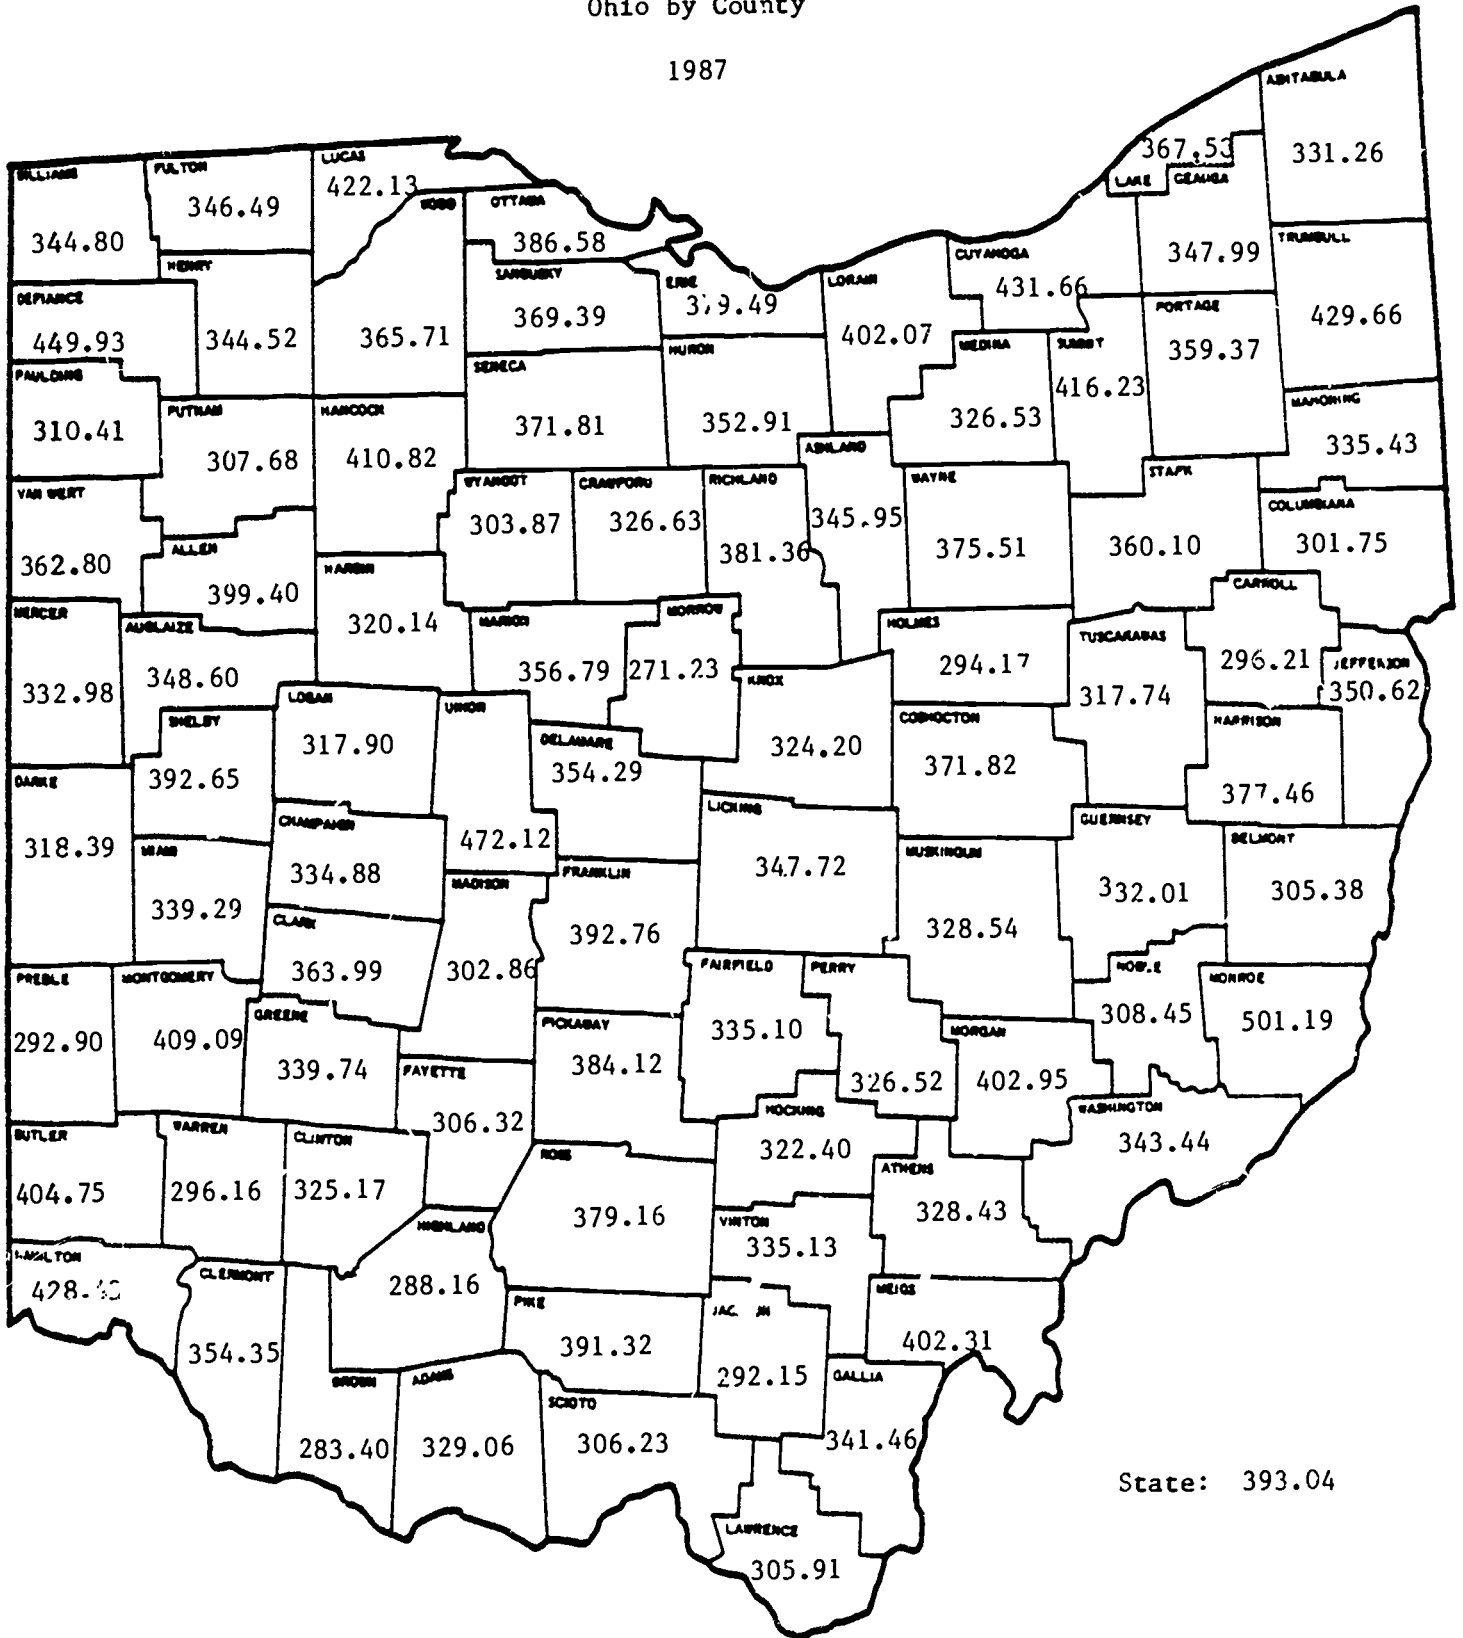 Ohio by County
1987
ASHTABULA
331.26
367.53
LAKE
GEAUGA
347.99
WILLIAMS
344.80
FULTON
346.49
LUCAS
422.13
WOOD
365.71
OTTAWA
386.58
HENRY
344.52
DEFIANCE
449.93
SANDUSKY
369.39
ERIE
LORAIN
402.07
CUYAHOGA
431.66
TRUMBULL
429.66
PORTAGE
359.37
PAULDING
310.41
PUTNAM
307.68
HANCOCK
410.82
SENECA
371.81
HURON
352.91
MEDINA
326.53
SUMMIT
416.23
MAHONING
335.43
VAN WERT
362.80
ALLEN
399.40
WYANDOT
303.87
CRAWFORD
326.63
RICHLAND
381.36
ASHLAND
345.95
WAYNE
375.51
STARK
360.10
COLUMBIANA
301.75
MERCER
332.98
AUGLAIZE
348.60
HARDIN
320.14
MARION
356.79
MORROW
271.23
HOLMES
294.17
TUSCARAWAS
317.74
CARROLL
296.21
JEFFERSON
350.62
SHELBY
392.65
LOGAN
317.90
UNION
472.12
DELAWARE
354.29
KNOX
324.20
COSHOCTON
371.82
HARRISON
377.46
DARKE
318.39
MIAMI
339.29
CHAMPAIGN
334.88
LICKING
347.72
MUSKINGUM
328.54
GUERNSEY
332.01
BELMONT
305.38
CLARK
363.99
MADISON
302.86
FRANKLIN
392.76
PREBLE
292.90
MONTGOMERY
409.09
GREENE
339.74
FAYETTE
306.32
PICKAWAY
384.12
FAIRFIELD
335.10
PERRY
326.52
MORGAN
402.95
NOBLE
308.45
MONROE
501.19
BUTLER
404.75
WARREN
296.16
CLINTON
325.17
ROSS
379.16
HOCKING
322.40
ATHENS
328.43
WASHINGTON
343.44
HAMILTON
CLERMONT
354.35
HIGHLAND
288.16
PIKE
391.32
VINTON
335.13
292.15
MEIGS
402.31
BROWN
283.40
ADAMS
329.06
SCIOTO
306.23
GALLIA
341.46
LAWRENCE
305.91
State: 393.04